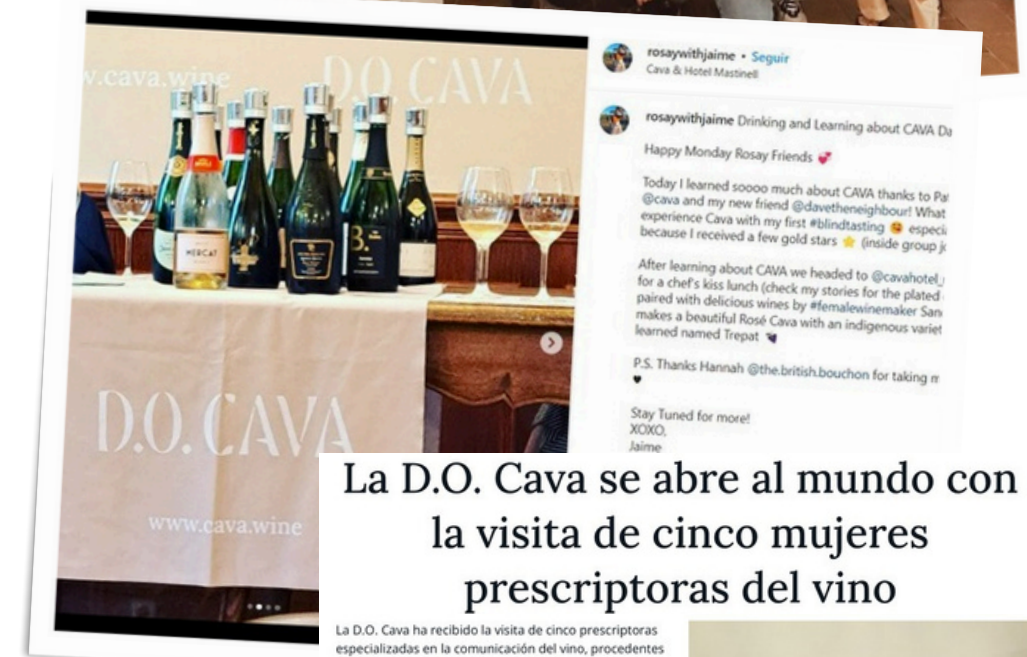 w.cava.wine
D.O. CAVA
MERCAT
B.
D.O. CAVA
www.cava.wine
rosaywithjaime • Seguir
Cava & Hotel Mastinell
rosaywithjaime Drinking and Learning about CAVA Da
Happy Monday Rosay Friends 💞
Today I learned soooo much about CAVA thanks to Pa
@cava and my new friend @davetheneighbour! What
experience Cava with my first #blindtasting 😘 especi
because I received a few gold stars ⭐ (inside group j
After learning about CAVA we headed to @cavahotel_
for a chef's kiss lunch (check my stories for the plated
paired with delicious wines by #femalewinemaker San
makes a beautiful Rosé Cava with an indigenous variet
learned named Trepat 🍇
P.S. Thanks Hannah @the.british.bouchon for taking m
♥
Stay Tuned for more!
XOXO,
Jaime
La D.O. Cava se abre al mundo con
la visita de cinco mujeres
prescriptoras del vino
La D.O. Cava ha recibido la visita de cinco prescriptoras
especializadas en la comunicación del vino, procedentes